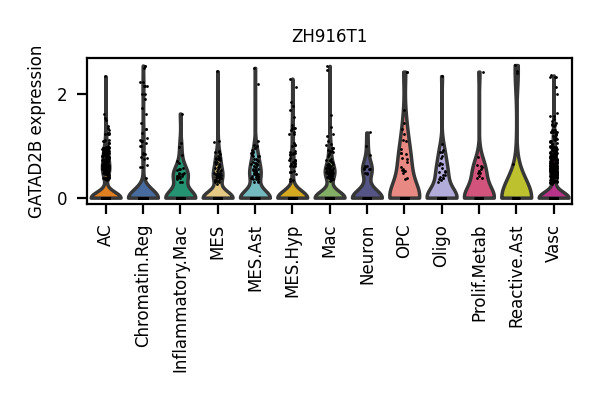 ZH916T1
GATAD2B expression
2
0
AC
Chromatin.Reg
Inflammatory.Mac
MES
MES.Ast
MES.Hyp
Mac
Neuron
OPC
Oligo
Prolif.Metab
Reactive.Ast
Vasc